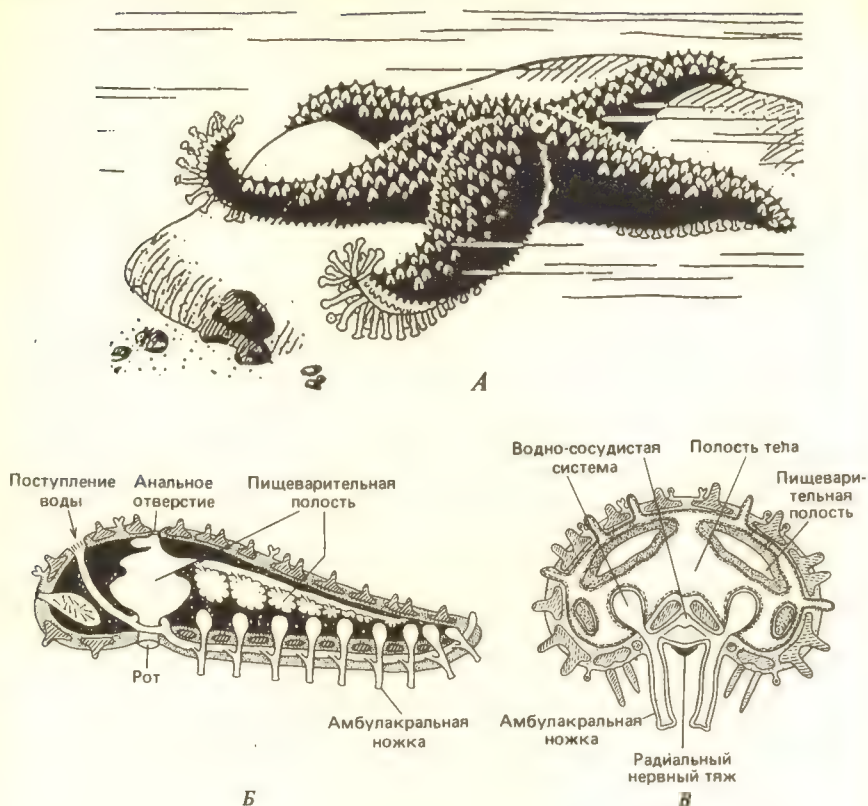 А
Поступление
воды
Анальное
отверстие
Пищеварительная
полость
Рот
Амбулакральная
ножка
Б
Водно-сосудистая
система
Полость тела
Пищевари-
тельная
полость
Амбулакральная
ножка
Радиальный
нервный тяж
В